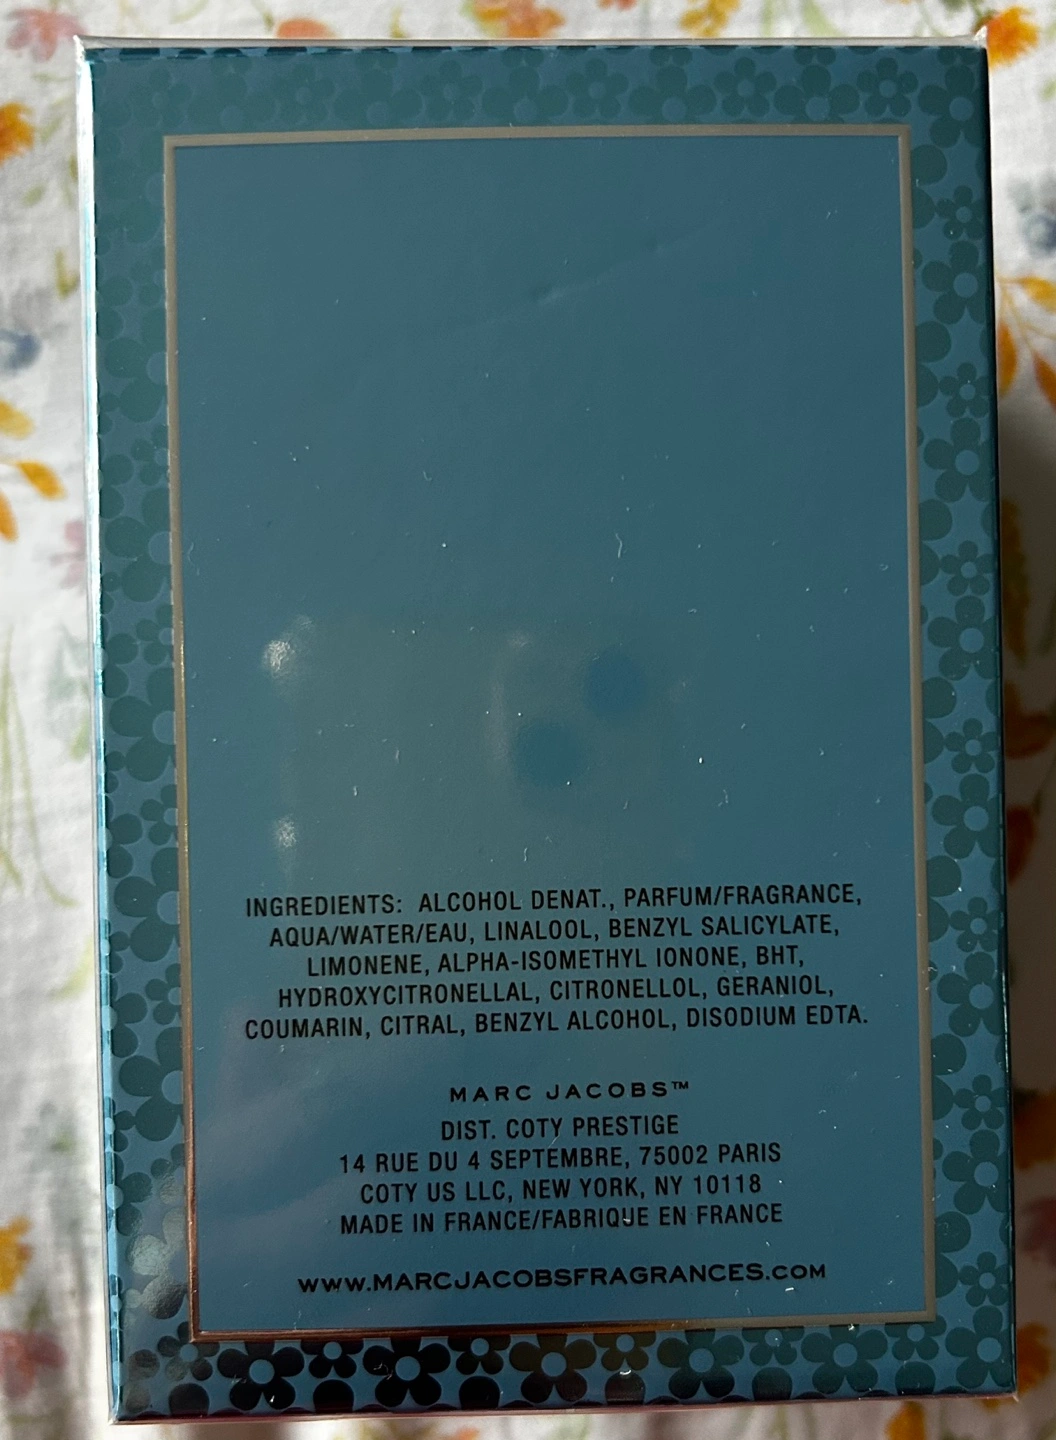 INGREDIENTS: ALCOHOL DENAT., PARFUM/FRAGRANCE,
AQUA/WATER/EAU, LINALOOL, BENZYL SALICYLATE,
LIMONENE, ALPHA-ISOMETHYL IONONE, BHT,
HYDROXYCITRONELLAL, CITRONELLOL, GERANIOL,
COUMARIN, CITRAL, BENZYL ALCOHOL, DISODIUM EDTA.
MARC JACOBS™
DIST. COTY PRESTIGE
14 RUE DU 4 SEPTEMBRE, 75002 PARIS
COTY US LLC, NEW YORK, NY 10118
MADE IN FRANCE/FABRIQUE EN FRANCE
WWW.MARCJACOBSFRAGRANCES.COM